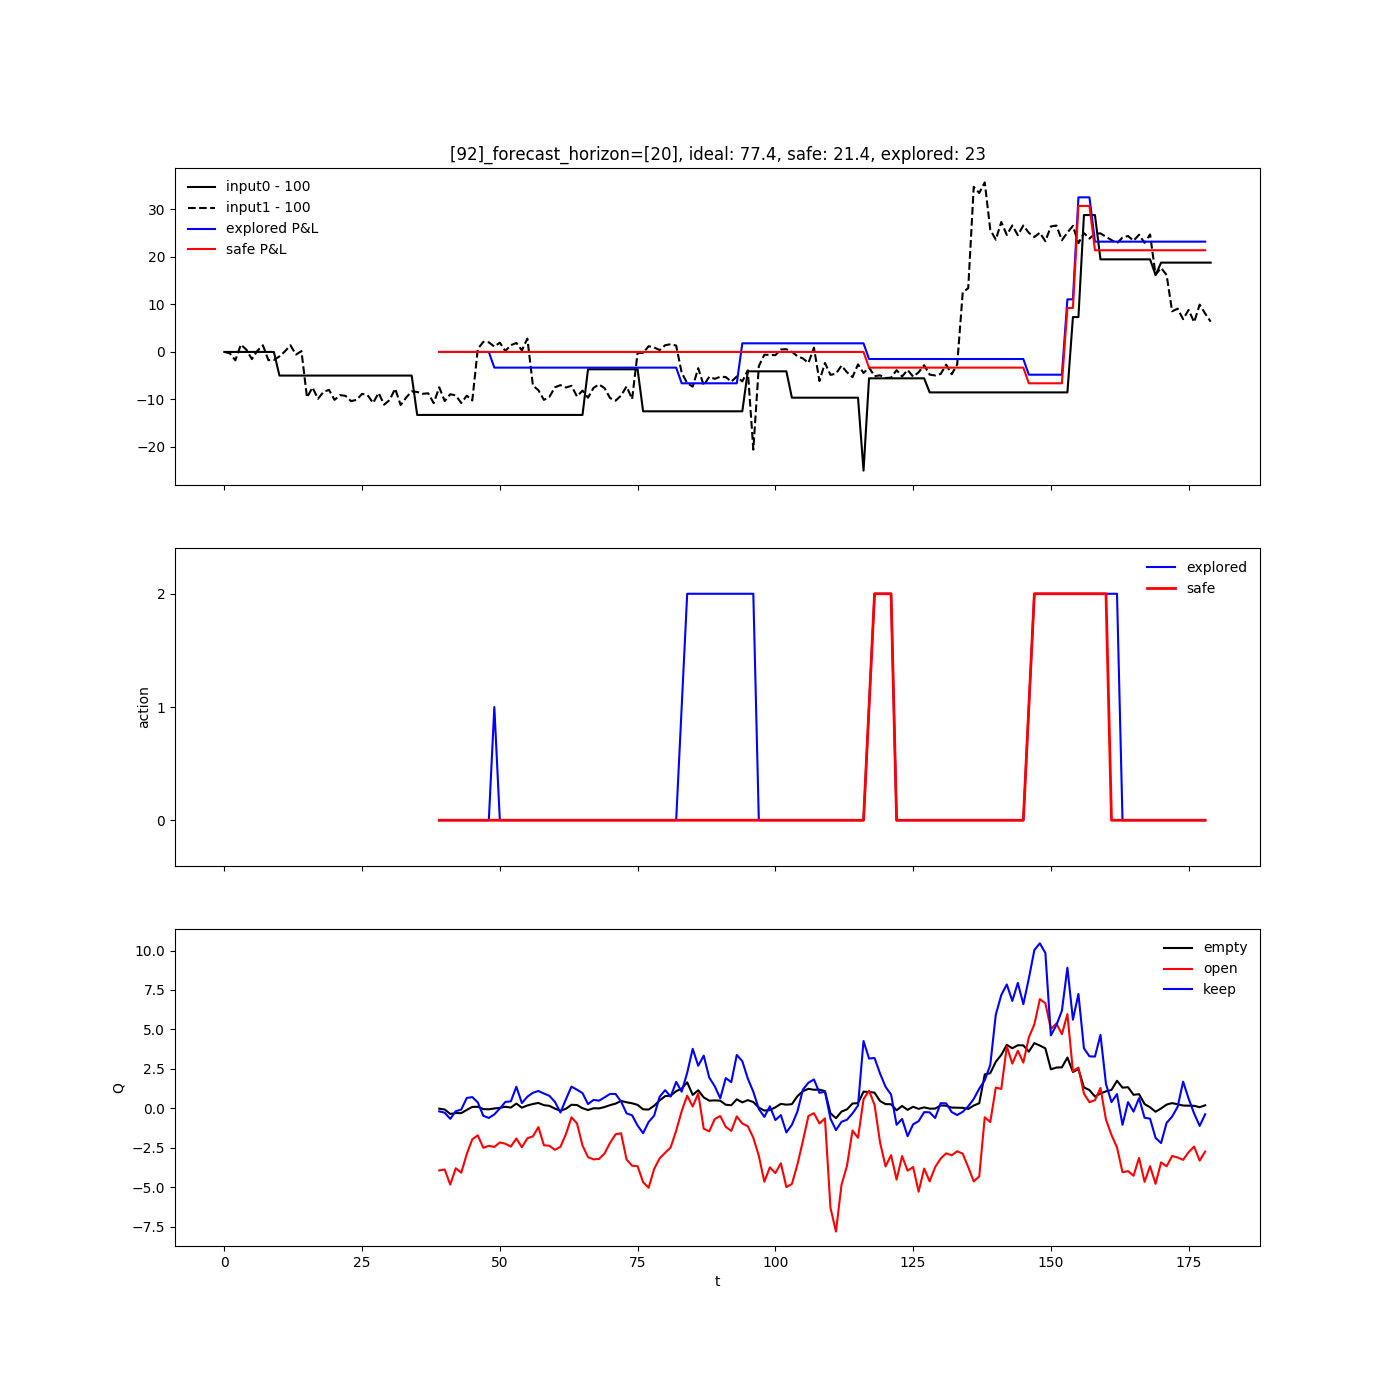 [92]_forecast_horizon=[20], ideal: 77.4, safe: 21.4, explored: 23
input0 - 100
input1 - 100
explored P&L
safe P&L
30
20
10
0
−10
−20
explored
safe
2
1
0
action
empty
open
keep
10.0
7.5
5.0
2.5
0.0
−2.5
−5.0
−7.5
Q
0 25 50 75 100 125 150 175
t